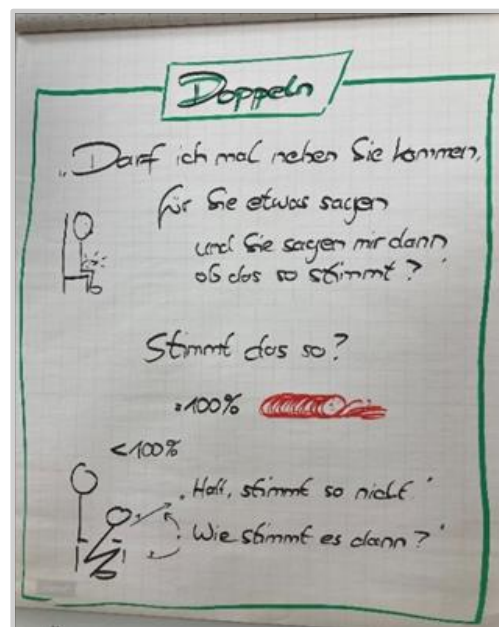 Doppeln
„Darf ich mal neben Sie kommen,
für Sie etwas sagen
und Sie sagen mir dann
ob das so stimmt?"
Stimmt das so?
=100%
<100%
„Halt, stimmt so nicht."
„Wie stimmt es dann?"